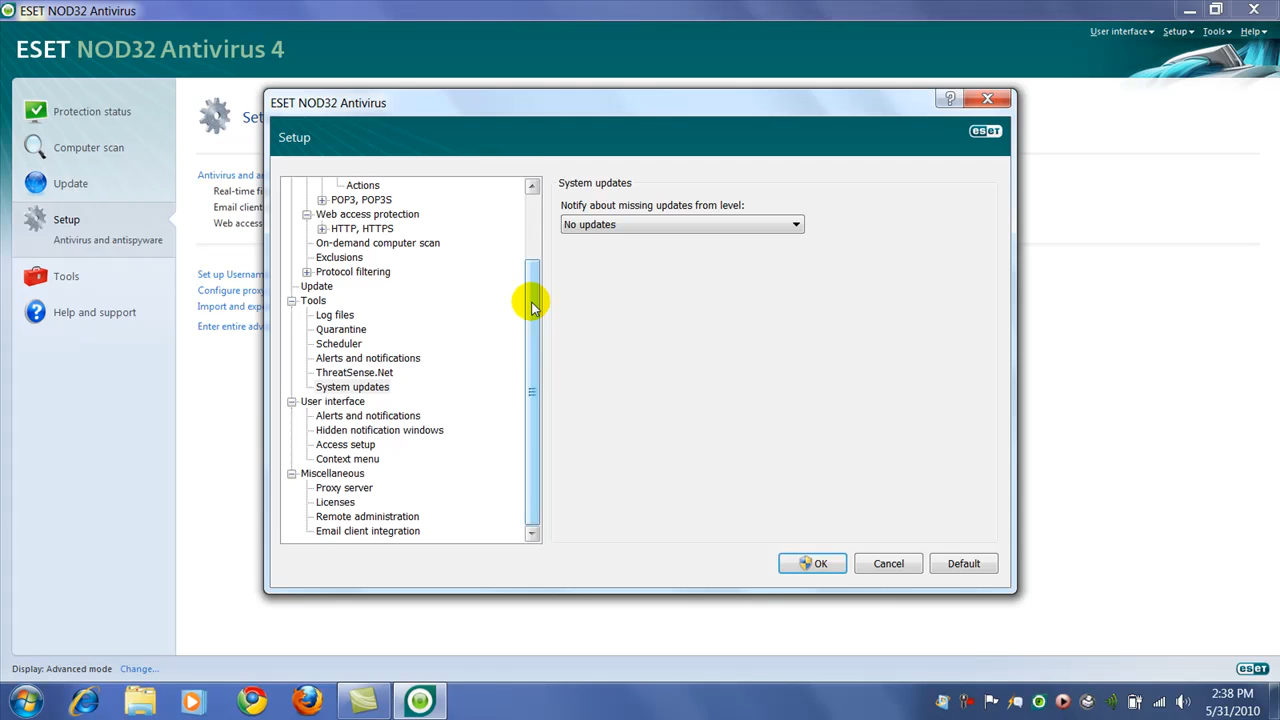 ESET NOD32 Antivirus
ESET NOD32 Antivirus 4
User interface Setup Tools Help
Protection status
Computer scan
Update
Setup
Antivirus and antispyware
Tools
Help and support
Set
Antivirus and an
Real-time fi
Email client
Web access
Set up Usernam
Configure proxy
Import and exp
Enter entire adv
ESET NOD32 Antivirus
Setup
eset
Actions
POP3, POP3S
Web access protection
HTTP, HTTPS
On-demand computer scan
Exclusions
Protocol filtering
Update
Tools
Log files
Quarantine
Scheduler
Alerts and notifications
ThreatSense.Net
System updates
User interface
Alerts and notifications
Hidden notification windows
Access setup
Context menu
Miscellaneous
Proxy server
Licenses
Remote administration
Email client integration
System updates
Notify about missing updates from level:
No updates
OK Cancel Default
Display: Advanced mode Change...
eset
2:38 PM
5/31/2010